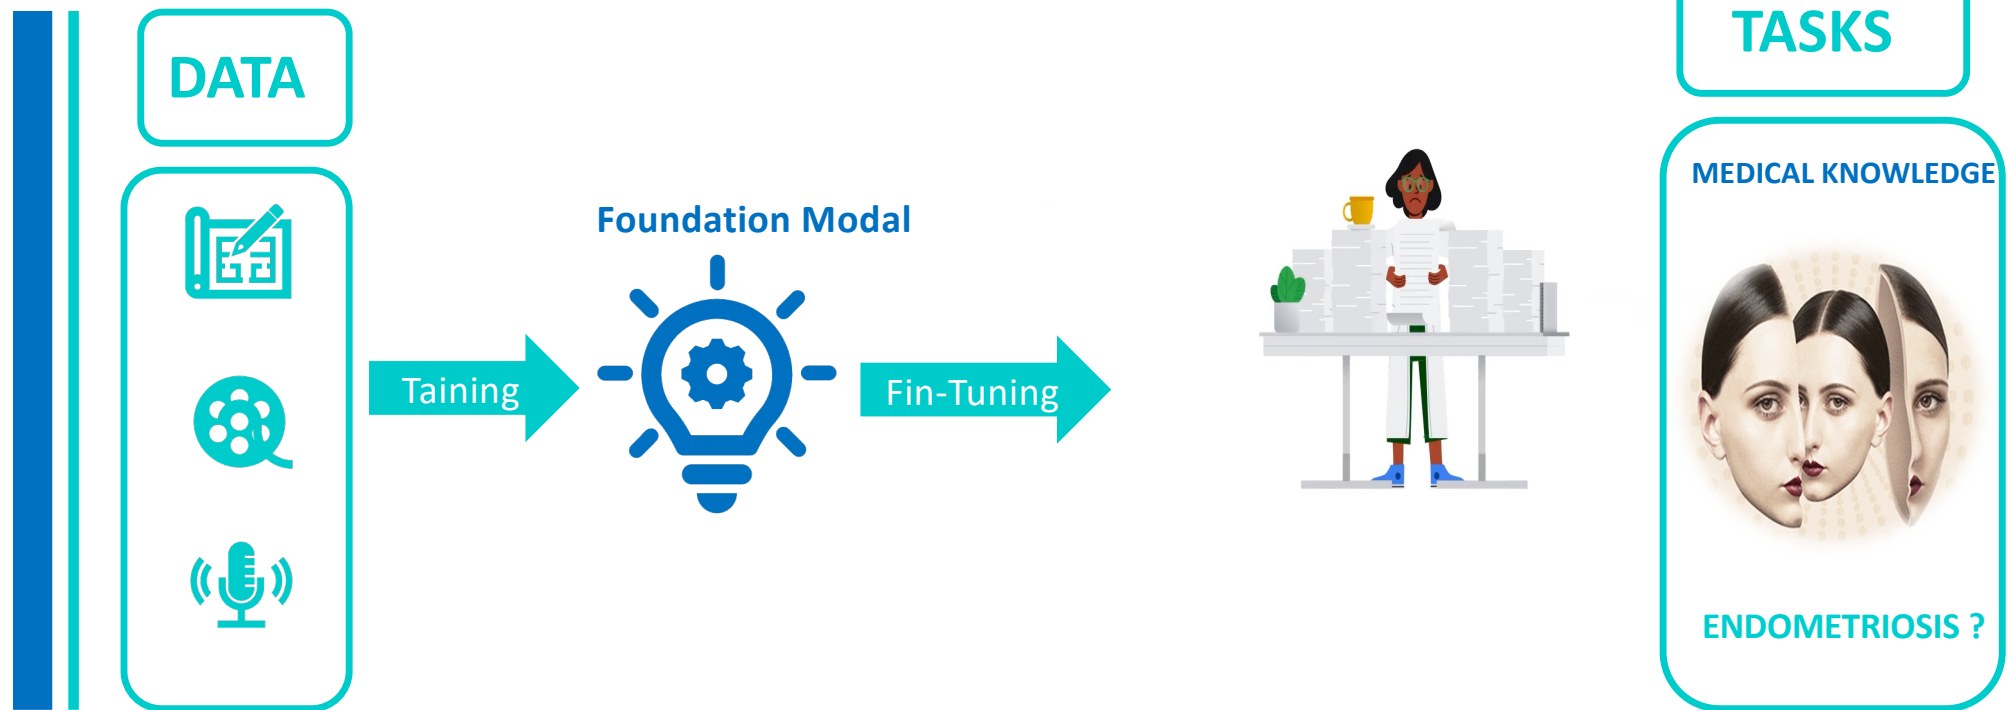 DATA
TASKS
MEDICAL KNOWLEDGE
Foundation Modal
Taining
Fin-Tuning
ENDOMETRIOSIS ?